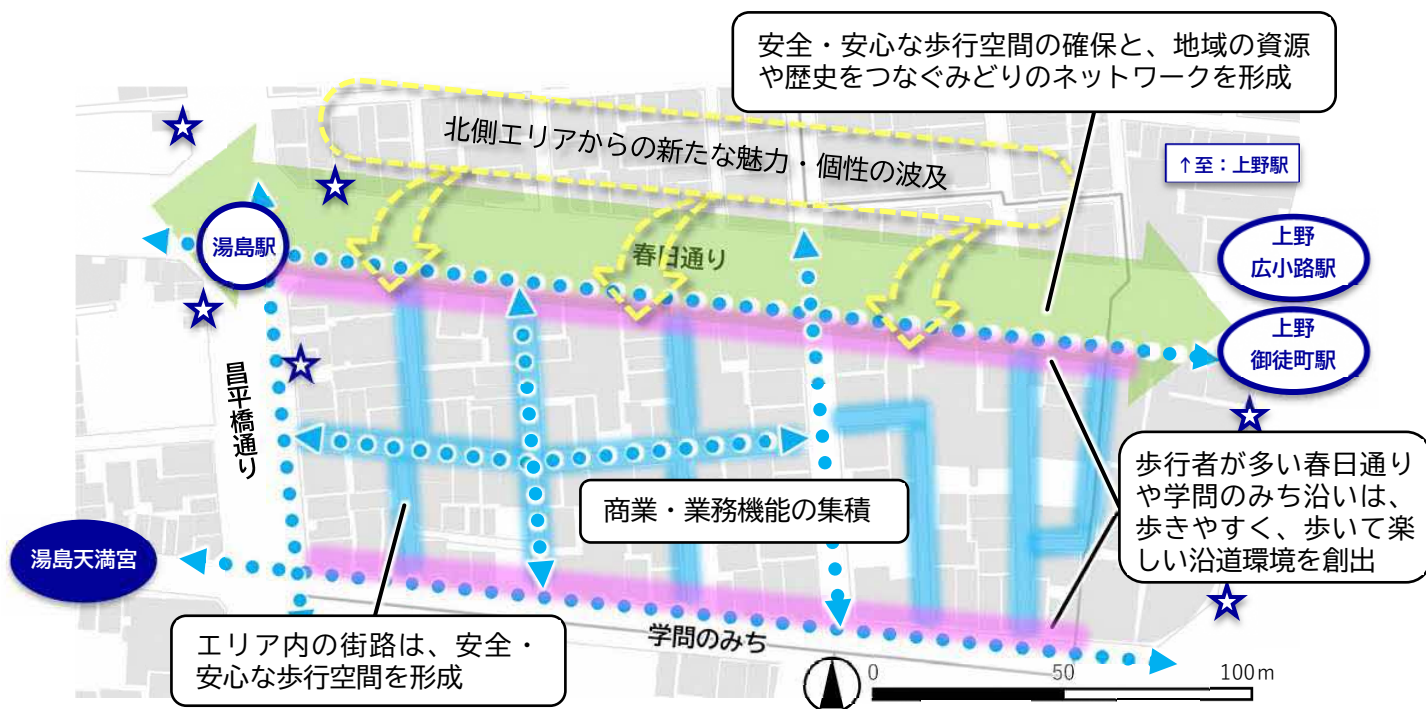 安全・安心な歩行空間の確保と、地域の資源
や歴史をつなぐみどりのネットワークを形成
北側エリアからの新たな魅力・個性の波及
↑至：上野駅
湯島駅
春日通り
上野
広小路駅
上野
御徒町駅
昌平橋通り
歩行者が多い春日通り
や学問のみち沿いは、
歩きやすく、歩いて楽
しい沿道環境を創出
商業・業務機能の集積
湯島天満宮
エリア内の街路は、安全・
安心な歩行空間を形成
学問のみち
0 50 100m